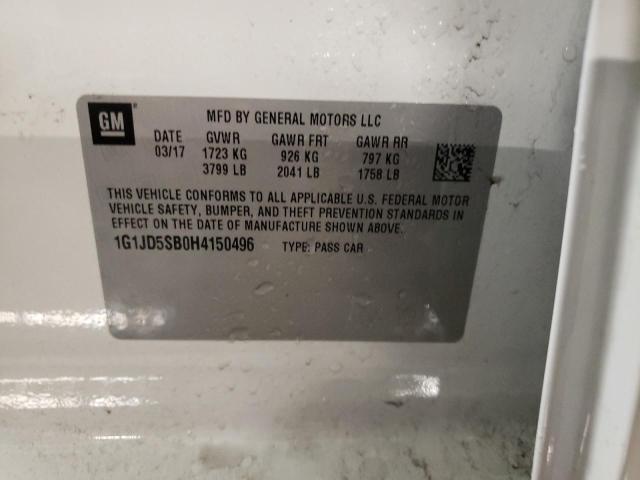 GM ®
MFD BY GENERAL MOTORS LLC
DATE GVWR GAWR FRT GAWR RR
03/17 1723 KG 926 KG 797 KG
3799 LB 2041 LB 1758 LB
THIS VEHICLE CONFORMS TO ALL APPLICABLE U.S. FEDERAL MOTOR
VEHICLE SAFETY, BUMPER, AND THEFT PREVENTION STANDARDS IN
EFFECT ON THE DATE OF MANUFACTURE SHOWN ABOVE.
1G1JD5SB0H4150496 TYPE: PASS CAR